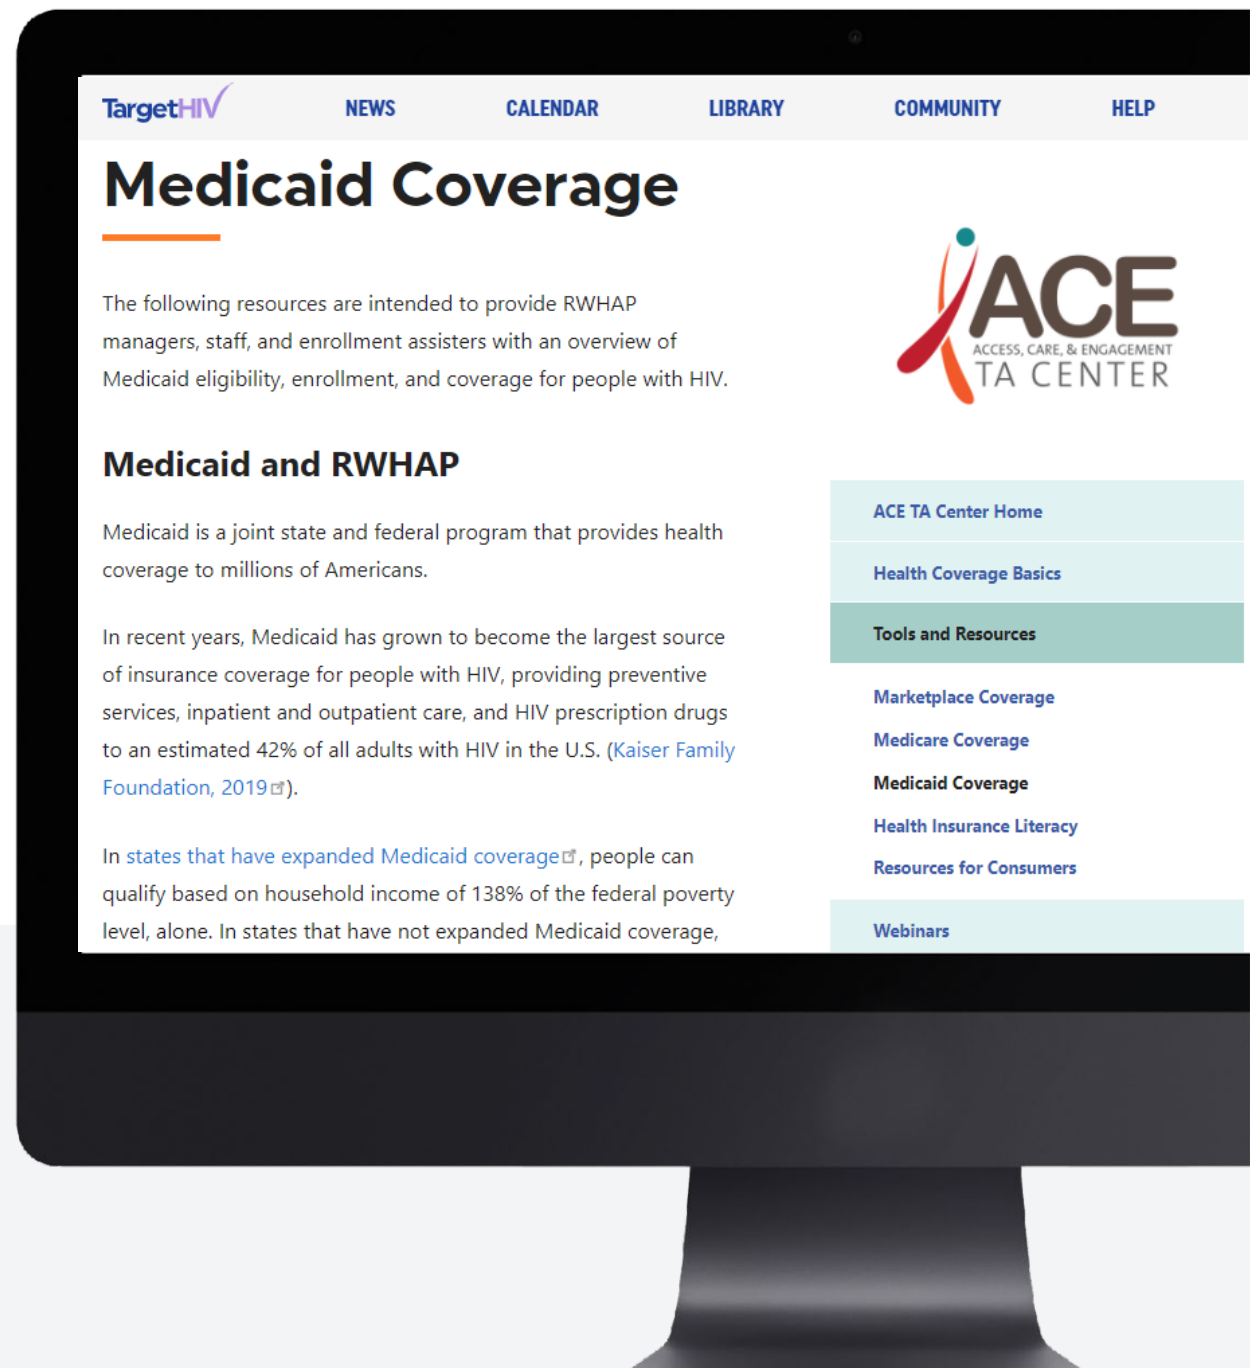 TargetHIV
NEWS
CALENDAR
LIBRARY
COMMUNITY
HELP
Medicaid Coverage
The following resources are intended to provide RWHAP
managers, staff, and enrollment assisters with an overview of
Medicaid eligibility, enrollment, and coverage for people with HIV.
Medicaid and RWHAP
Medicaid is a joint state and federal program that provides health
coverage to millions of Americans.
In recent years, Medicaid has grown to become the largest source
of insurance coverage for people with HIV, providing preventive
services, inpatient and outpatient care, and HIV prescription drugs
to an estimated 42% of all adults with HIV in the U.S. (Kaiser Family
Foundation, 2019).
In states that have expanded Medicaid coverage, people can
qualify based on household income of 138% of the federal poverty
level, alone. In states that have not expanded Medicaid coverage,
ACE
ACCESS, CARE, & ENGAGEMENT
TA CENTER
ACE TA Center Home
Health Coverage Basics
Tools and Resources
Marketplace Coverage
Medicare Coverage
Medicaid Coverage
Health Insurance Literacy
Resources for Consumers
Webinars